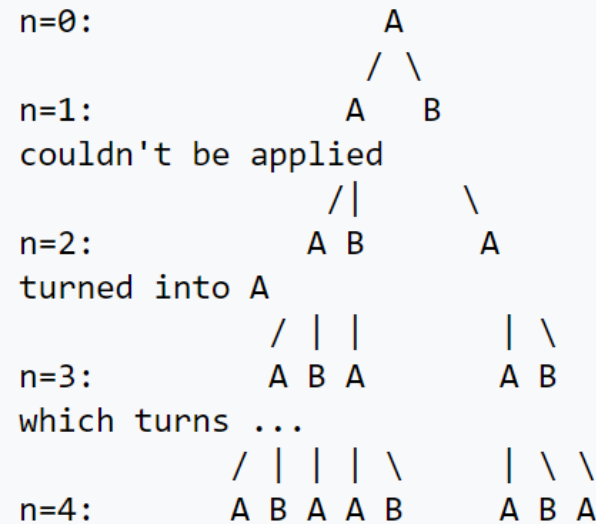 n=0:               A
                  / \
n=1:             A   B
couldn't be applied
                /|      \
n=2:           A B      A
turned into A
             / | |       | \
n=3:         A B A       A B
which turns ...
           / | | | \     | \ \
n=4:       A B A A B     A B A